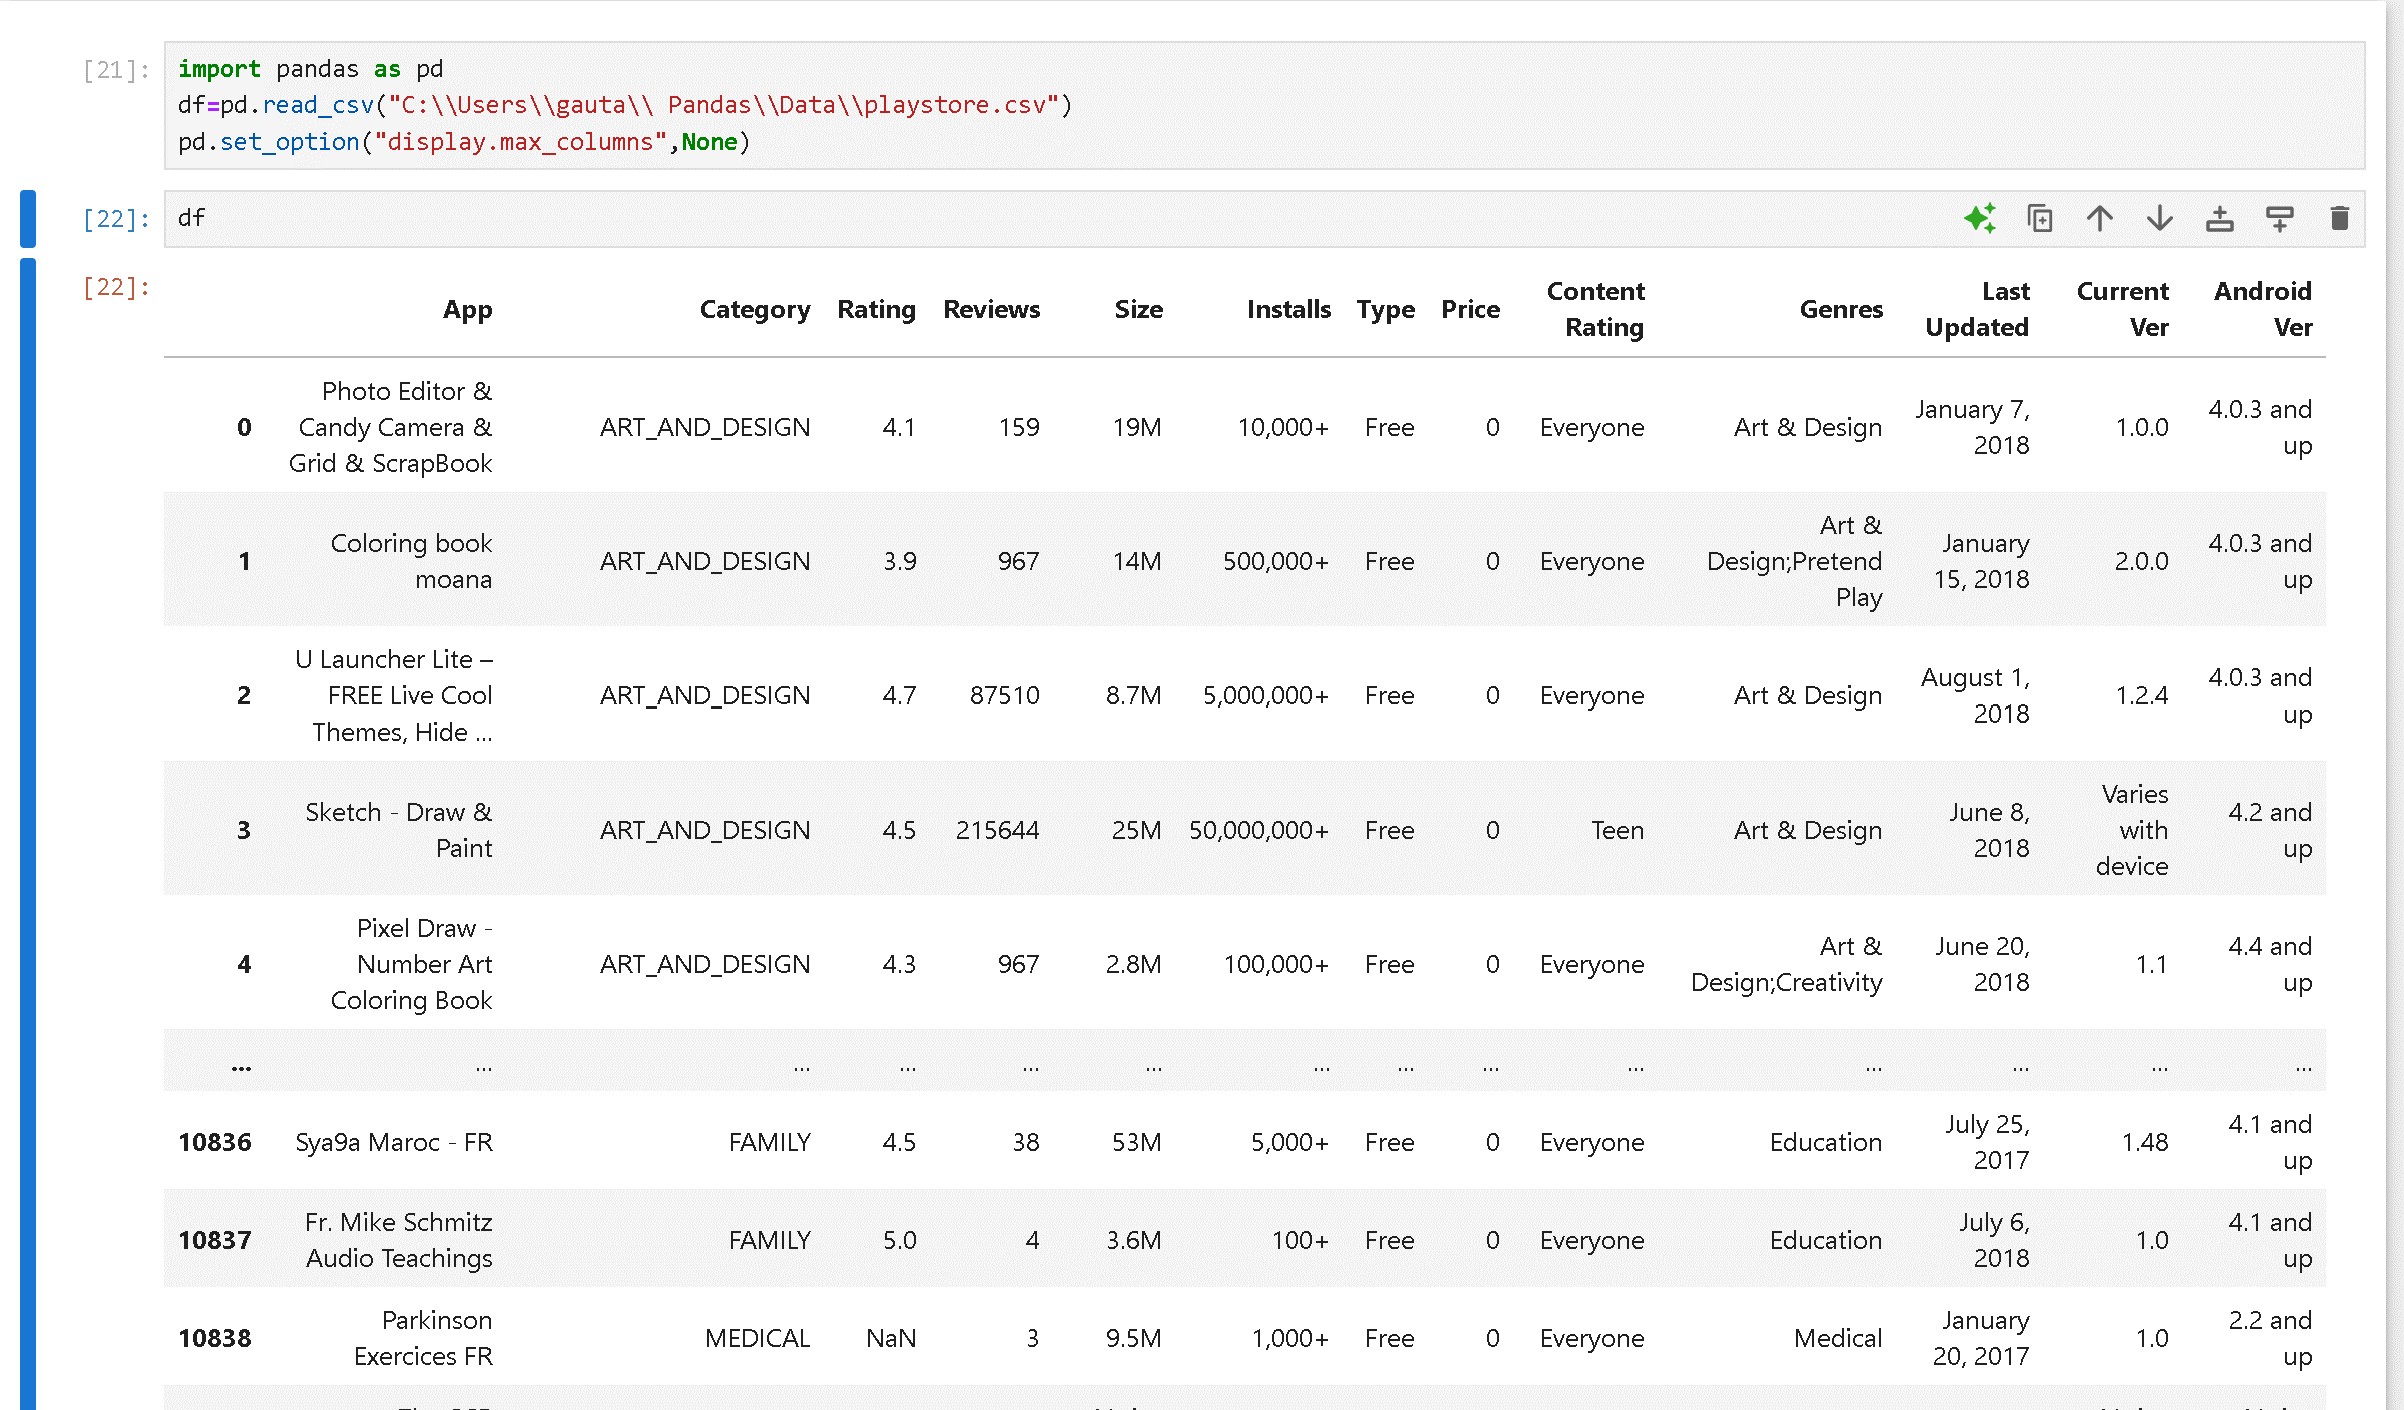 [21]: import pandas as pd
df=pd.read_csv("C:\\Users\\gauta\\ Pandas\\Data\\playstore.csv")
pd.set_option("display.max_columns",None)
[22]: df
[22]: App Category Rating Reviews Size Installs Type Price Content Rating Genres Last Updated Current Ver Android Ver
0 Photo Editor & Candy Camera & Grid & ScrapBook ART_AND_DESIGN 4.1 159 19M 10,000+ Free 0 Everyone Art & Design January 7, 2018 1.0.0 4.0.3 and up
1 Coloring book moana ART_AND_DESIGN 3.9 967 14M 500,000+ Free 0 Everyone Art & Design;Pretend Play January 15, 2018 2.0.0 4.0.3 and up
2 U Launcher Lite – FREE Live Cool Themes, Hide ... ART_AND_DESIGN 4.7 87510 8.7M 5,000,000+ Free 0 Everyone Art & Design August 1, 2018 1.2.4 4.0.3 and up
3 Sketch - Draw & Paint ART_AND_DESIGN 4.5 215644 25M 50,000,000+ Free 0 Teen Art & Design June 8, 2018 Varies with device 4.2 and up
4 Pixel Draw - Number Art Coloring Book ART_AND_DESIGN 4.3 967 2.8M 100,000+ Free 0 Everyone Art & Design;Creativity June 20, 2018 1.1 4.4 and up
... ... ... ... ... ... ... ... ... ... ... ... ... ...
10836 Sya9a Maroc - FR FAMILY 4.5 38 53M 5,000+ Free 0 Everyone Education July 25, 2017 1.48 4.1 and up
10837 Fr. Mike Schmitz Audio Teachings FAMILY 5.0 4 3.6M 100+ Free 0 Everyone Education July 6, 2018 1.0 4.1 and up
10838 Parkinson Exercices FR MEDICAL NaN 3 9.5M 1,000+ Free 0 Everyone Medical January 20, 2017 1.0 2.2 and up